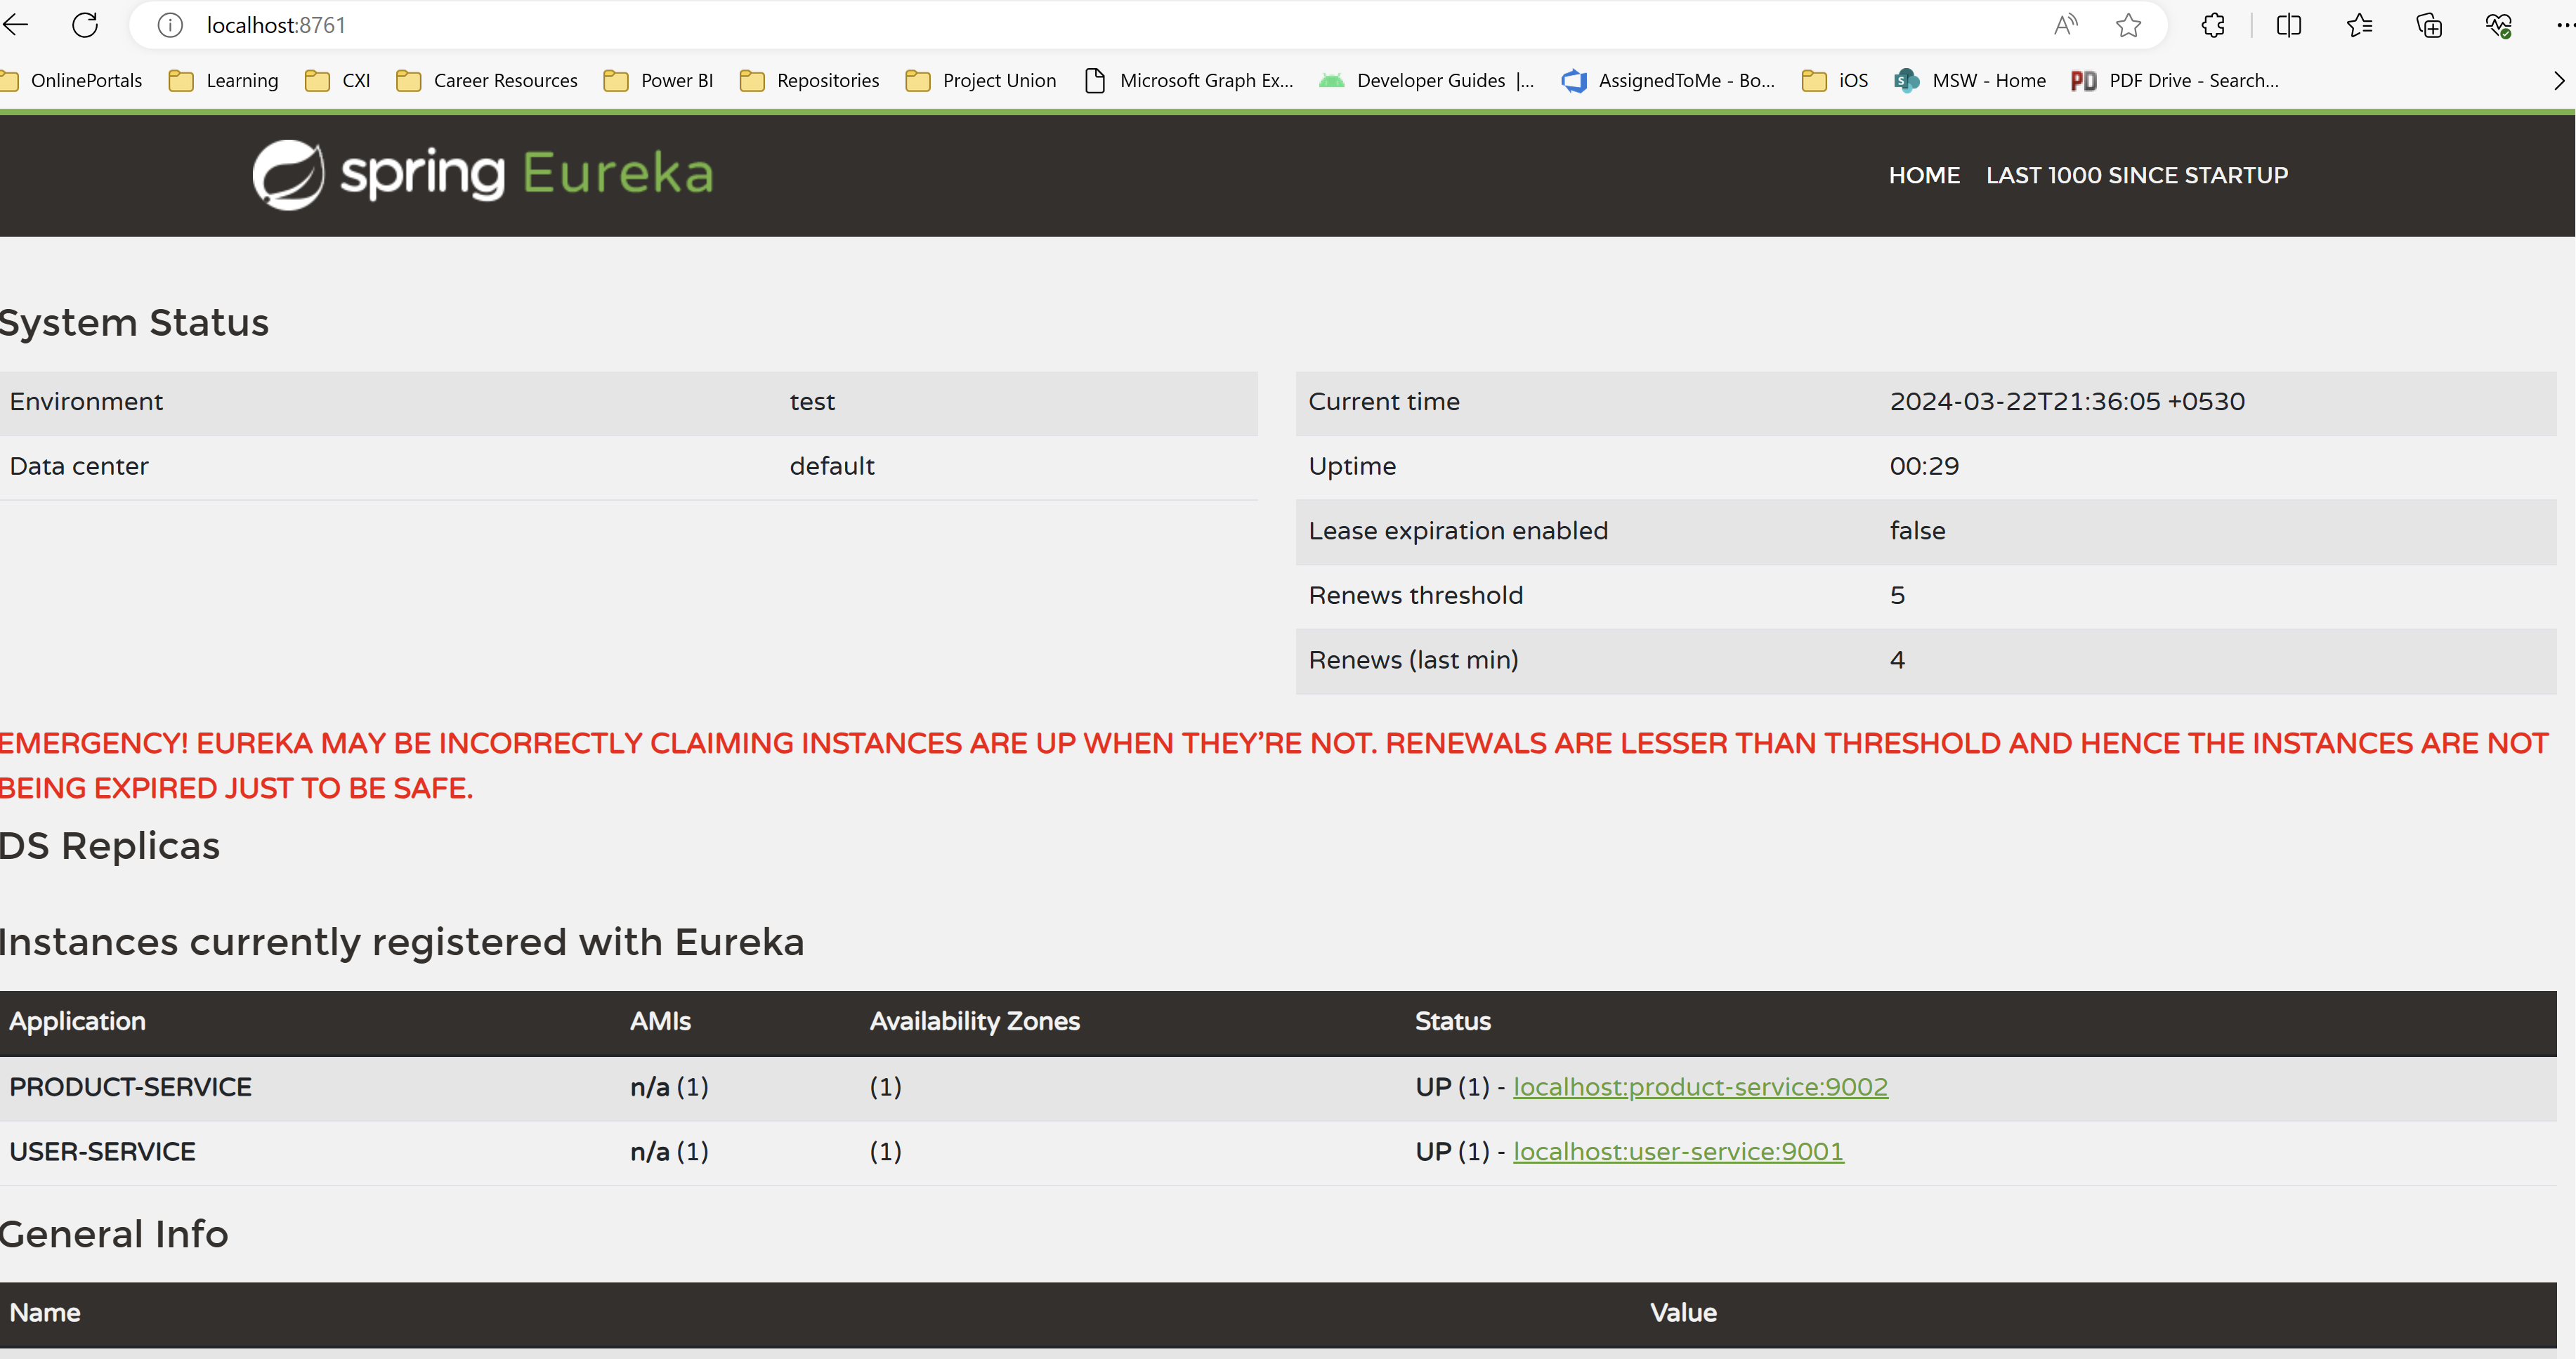 localhost:8761
OnlinePortals Learning CXI Career Resources Power BI Repositories Project Union Microsoft Graph Ex... Developer Guides |... AssignedToMe - Bo... iOS MSW - Home PD PDF Drive - Search...
spring Eureka HOME LAST 1000 SINCE STARTUP
System Status
Environment test
Data center default
Current time 2024-03-22T21:36:05 +0530
Uptime 00:29
Lease expiration enabled false
Renews threshold 5
Renews (last min) 4
EMERGENCY! EUREKA MAY BE INCORRECTLY CLAIMING INSTANCES ARE UP WHEN THEY'RE NOT. RENEWALS ARE LESSER THAN THRESHOLD AND HENCE THE INSTANCES ARE NOT
BEING EXPIRED JUST TO BE SAFE.
DS Replicas
Instances currently registered with Eureka
Application AMIs Availability Zones Status
PRODUCT-SERVICE n/a (1) (1) UP (1) - localhost:product-service:9002
USER-SERVICE n/a (1) (1) UP (1) - localhost:user-service:9001
General Info
Name Value